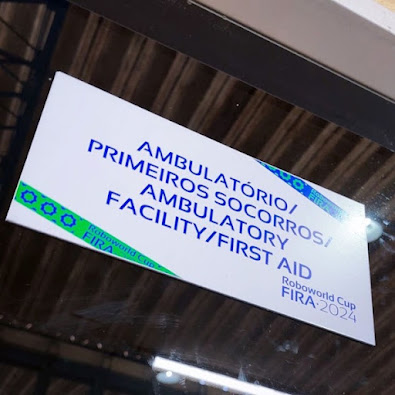 AMBULATÓRIO/
PRIMEIROS SOCORROS/
AMBULATORY
FACILITY/FIRST AID
Roboworld Cup
FIRA·2024
Roboworld Cup
FIRA